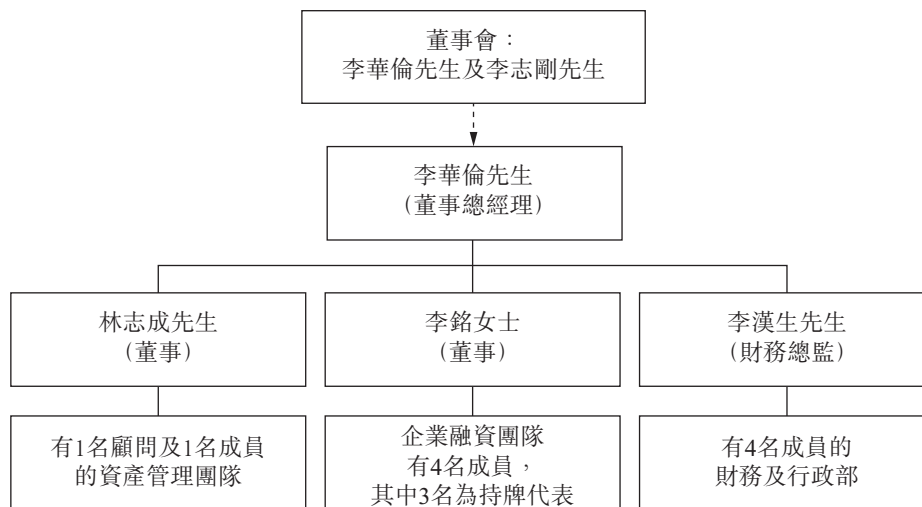 董事會：
李華倫先生及李志剛先生
李華倫先生
（董事總經理）
林志成先生
（董事）
李銘女士
（董事）
李漢生先生
（財務總監）
有1名顧問及1名成員
的資產管理團隊
企業融資團隊
有4名成員，
其中3名為持牌代表
有4名成員的
財務及行政部